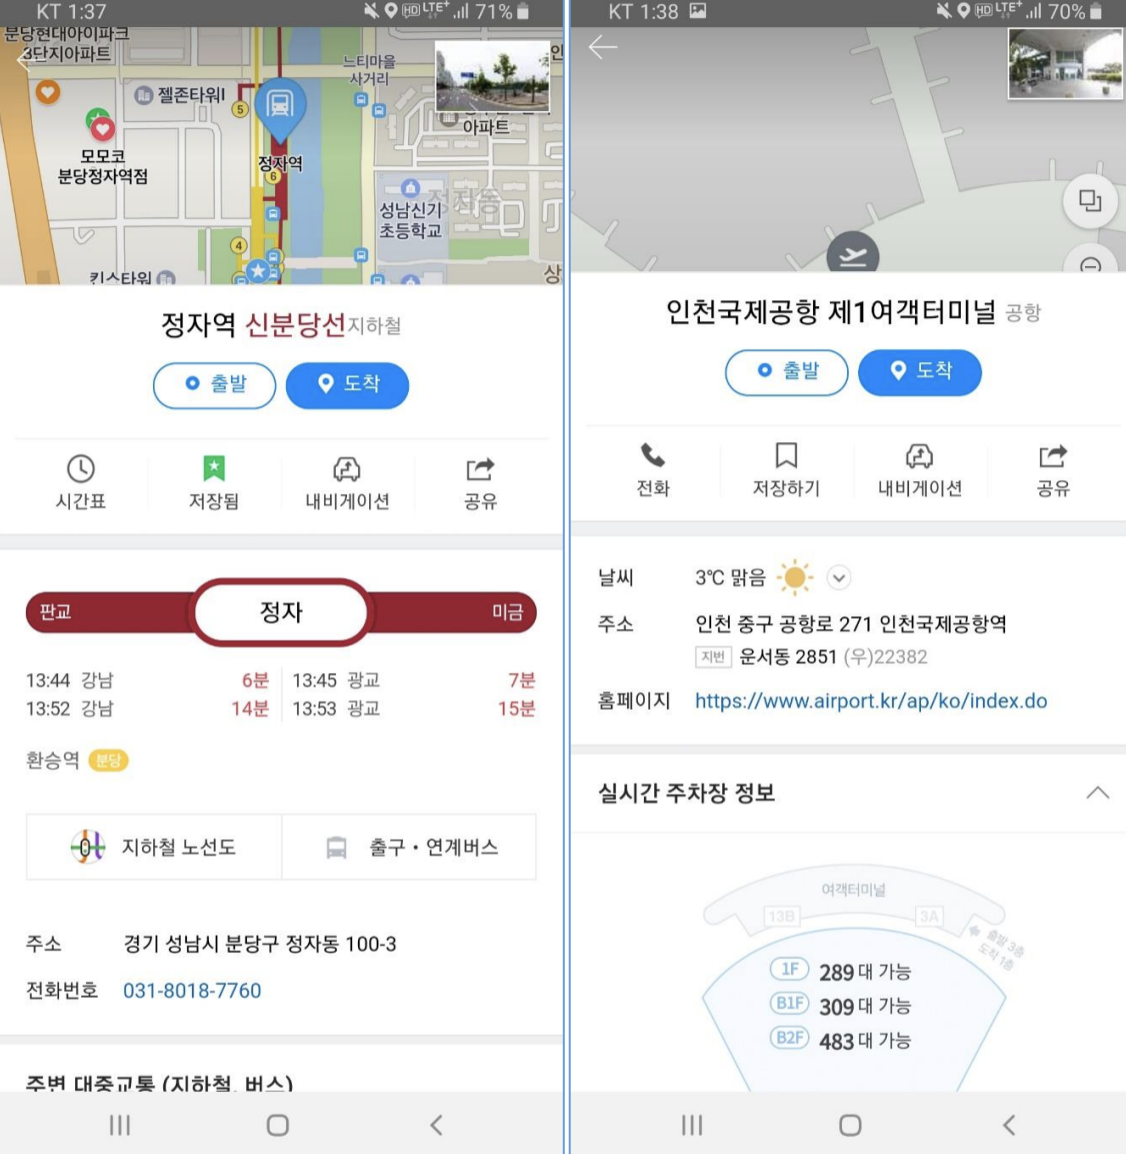 KT 1:37
HD LTE+ 71%
분당현대아이파크
3단지아파트
젤존타워I
느티마을
사거리
5
아파트
모모코
분당정자역점
정자역
6
정자동
성남신기
초등학교
4
킨스타워
상
정자역 신분당선 지하철
출발
도착
시간표
저장됨
내비게이션
공유
판교
정자
미금
13:44 강남 6분
13:52 강남 14분
13:45 광교 7분
13:53 광교 15분
환승역 분당
지하철 노선도
출구・연계버스
주소 경기 성남시 분당구 정자동 100-3
전화번호 031-8018-7760
주변 대중교통 (지하철, 버스)
KT 1:38
HD LTE+ 70%
인천국제공항 제1여객터미널 공항
출발
도착
전화
저장하기
내비게이션
공유
날씨 3℃ 맑음
주소 인천 중구 공항로 271 인천국제공항역
지번 운서동 2851 (우)22382
홈페이지 https://www.airport.kr/ap/ko/index.do
실시간 주차장 정보
여객터미널
13B
3A
출발 3층
도착 1층
1F 289 대 가능
B1F 309 대 가능
B2F 483 대 가능